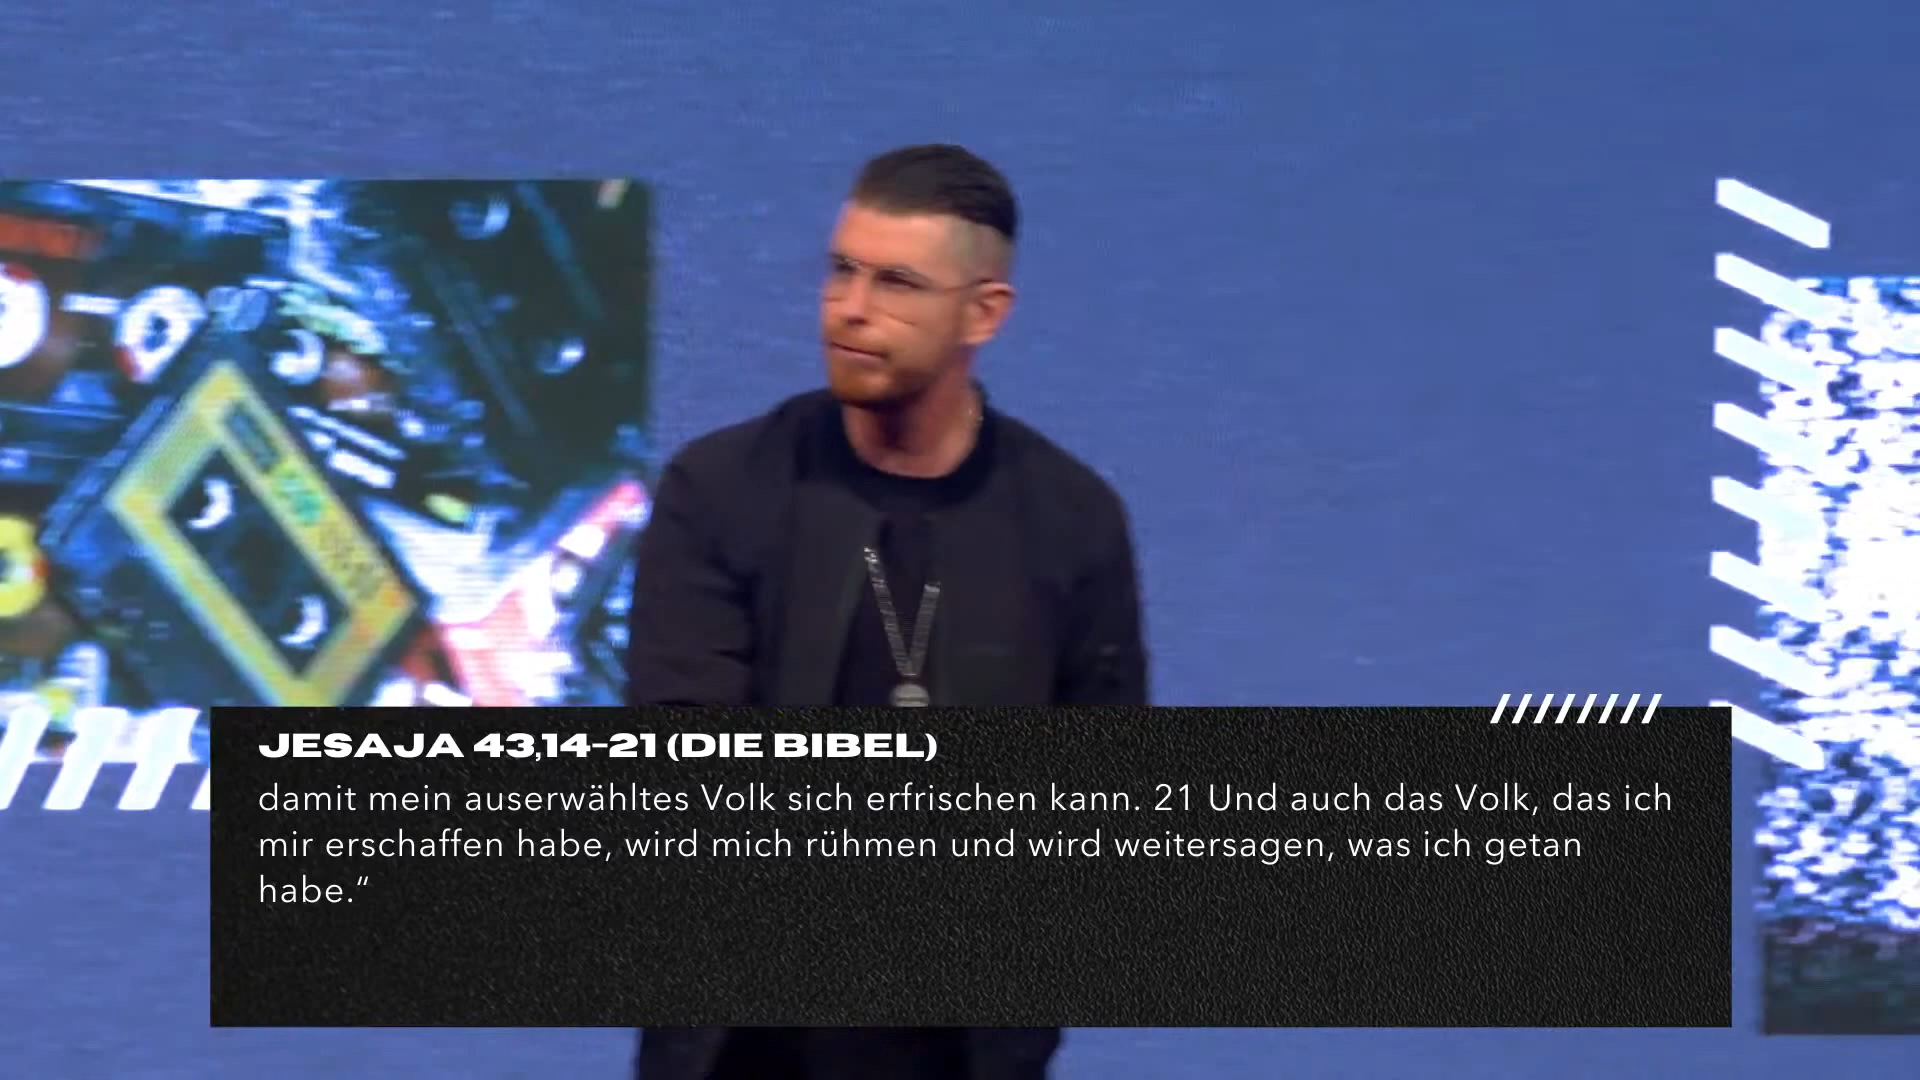 JESAJA 43,14-21 (DIE BIBEL)
damit mein auserwähltes Volk sich erfrischen kann. 21 Und auch das Volk, das ich
mir erschaffen habe, wird mich rühmen und wird weitersagen, was ich getan
habe.“